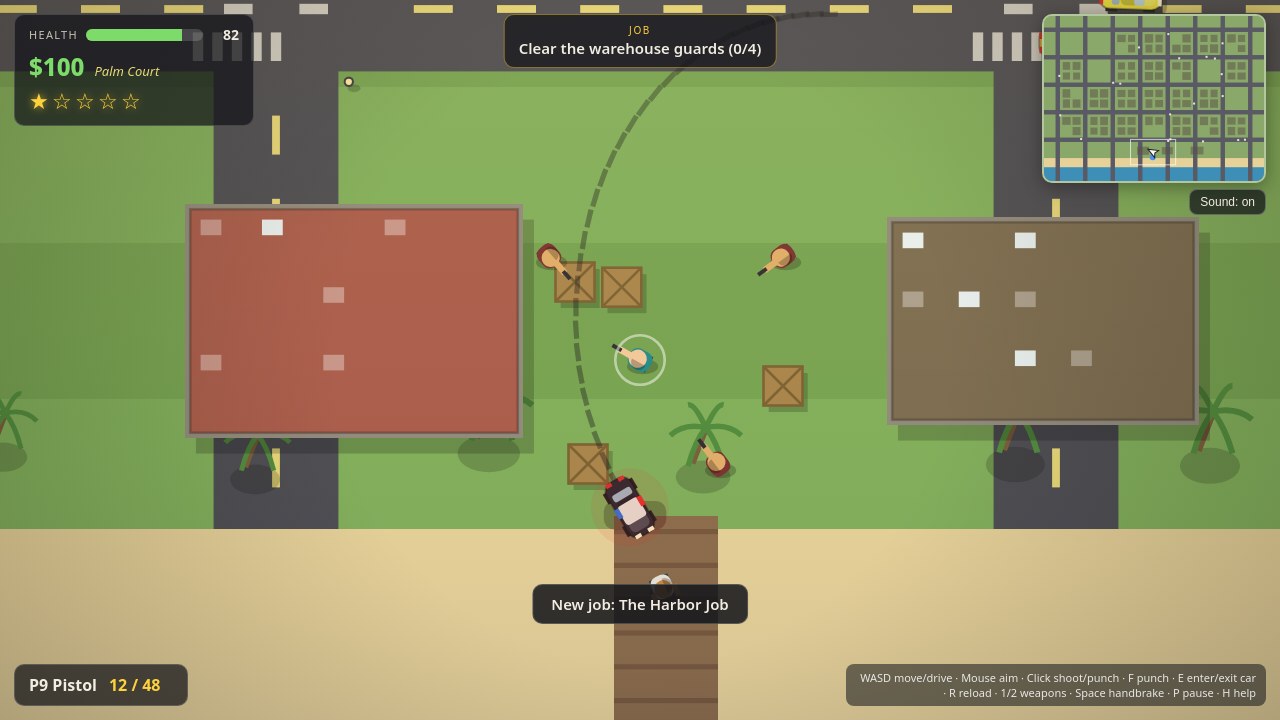 HEALTH 82
$100 Palm Court
JOB
Clear the warehouse guards (0/4)
Sound: on
New job: The Harbor Job
P9 Pistol 12 / 48
WASD move/drive · Mouse aim · Click shoot/punch · F punch · E enter/exit car
· R reload · 1/2 weapons · Space handbrake · P pause · H help